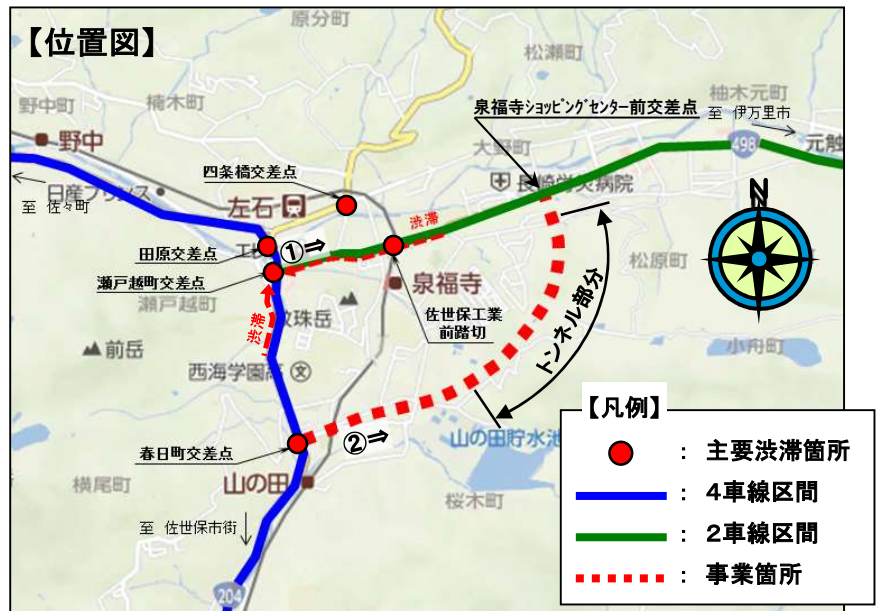 【位置図】
原分町
松瀬町
柚木元町
野中町
楠木町
泉福寺ショッピングセンター前交差点
至 伊万里市
元触
野中
大野町
498
四条橋交差点
長崎労災病院
日産プリンス
左石
至 佐々町
渋滞
N
田原交差点
①⇒
瀬戸越町交差点
泉福寺
松原町
瀬戸越町
文珠岳
佐世保工業
前踏切
トンネル部分
渋滞
前岳
小舟町
西海学園高
文
【凡例】
春日町交差点
②⇒
山の田貯水池
: 主要渋滞箇所
横尾町
山の田
桜木町
: 4車線区間
至 佐世保市街
: 2車線区間
204
: 事業箇所